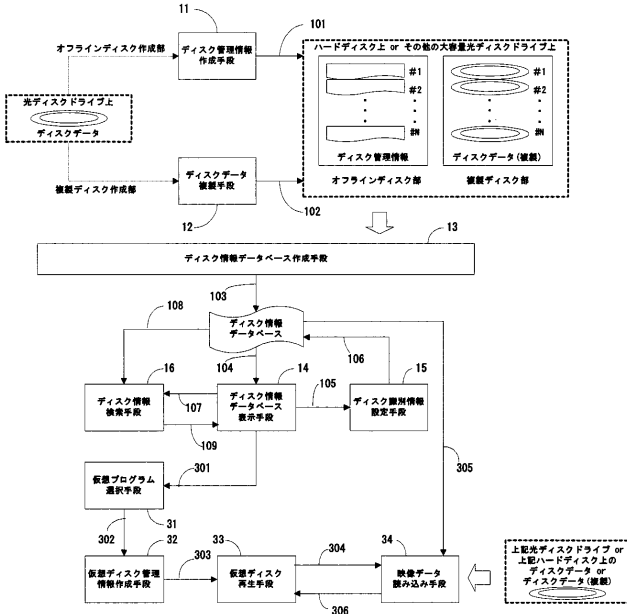 11
101
オフラインディスク作成部
ディスク管理情報
作成手段
ハードディスク上 or その他の大容量光ディスクドライブ上
#1
#2
#N
ディスク管理情報
オフラインディスク部
#1
#2
#N
ディスクデータ(複製)
複製ディスク部
光ディスクドライブ上
ディスクデータ
複製ディスク作成部
ディスクデータ
複製手段
12
102
13
ディスク情報データベース作成手段
103
108
ディスク情報
データベース
104
106
16
14
15
ディスク情報
検索手段
107
109
ディスク情報
データベース
表示手段
105
ディスク識別情報
設定手段
301
305
仮想プログラム
選択手段
31
302
32
33
34
仮想ディスク管理
情報作成手段
303
仮想ディスク
再生手段
304
306
映像データ
読み込み手段
上記光ディスクドライブ or
上記ハードディスク上の
ディスクデータ or
ディスクデータ(複製)